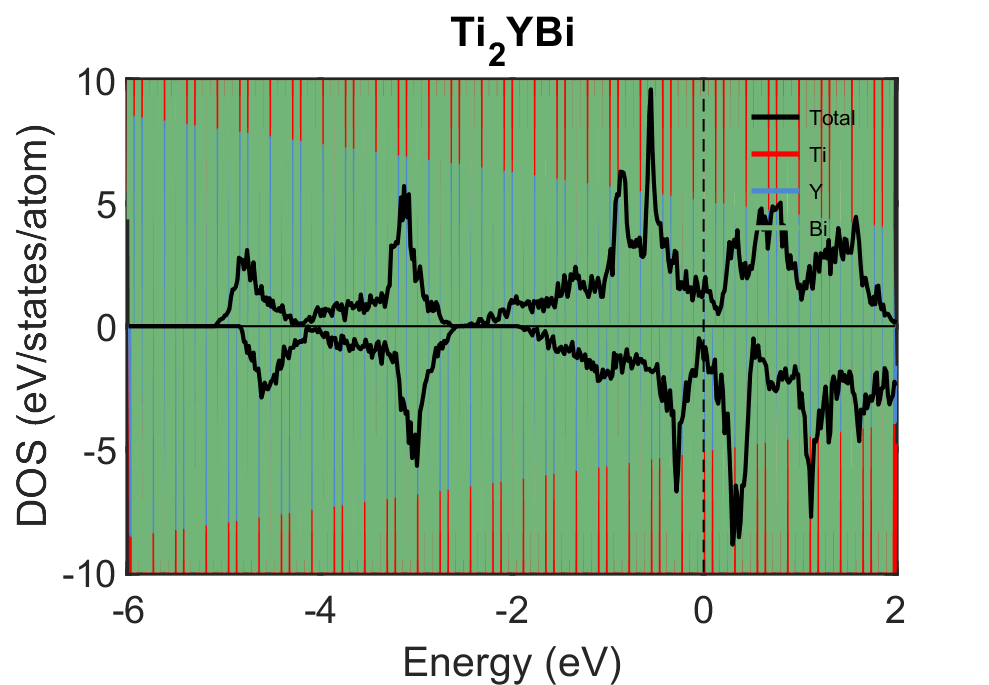 Ti2YBi
DOS (eV/states/atom)
10
5
0
-5
-10
Total
Ti
Y
Bi
-6 -4 -2 0 2
Energy (eV)